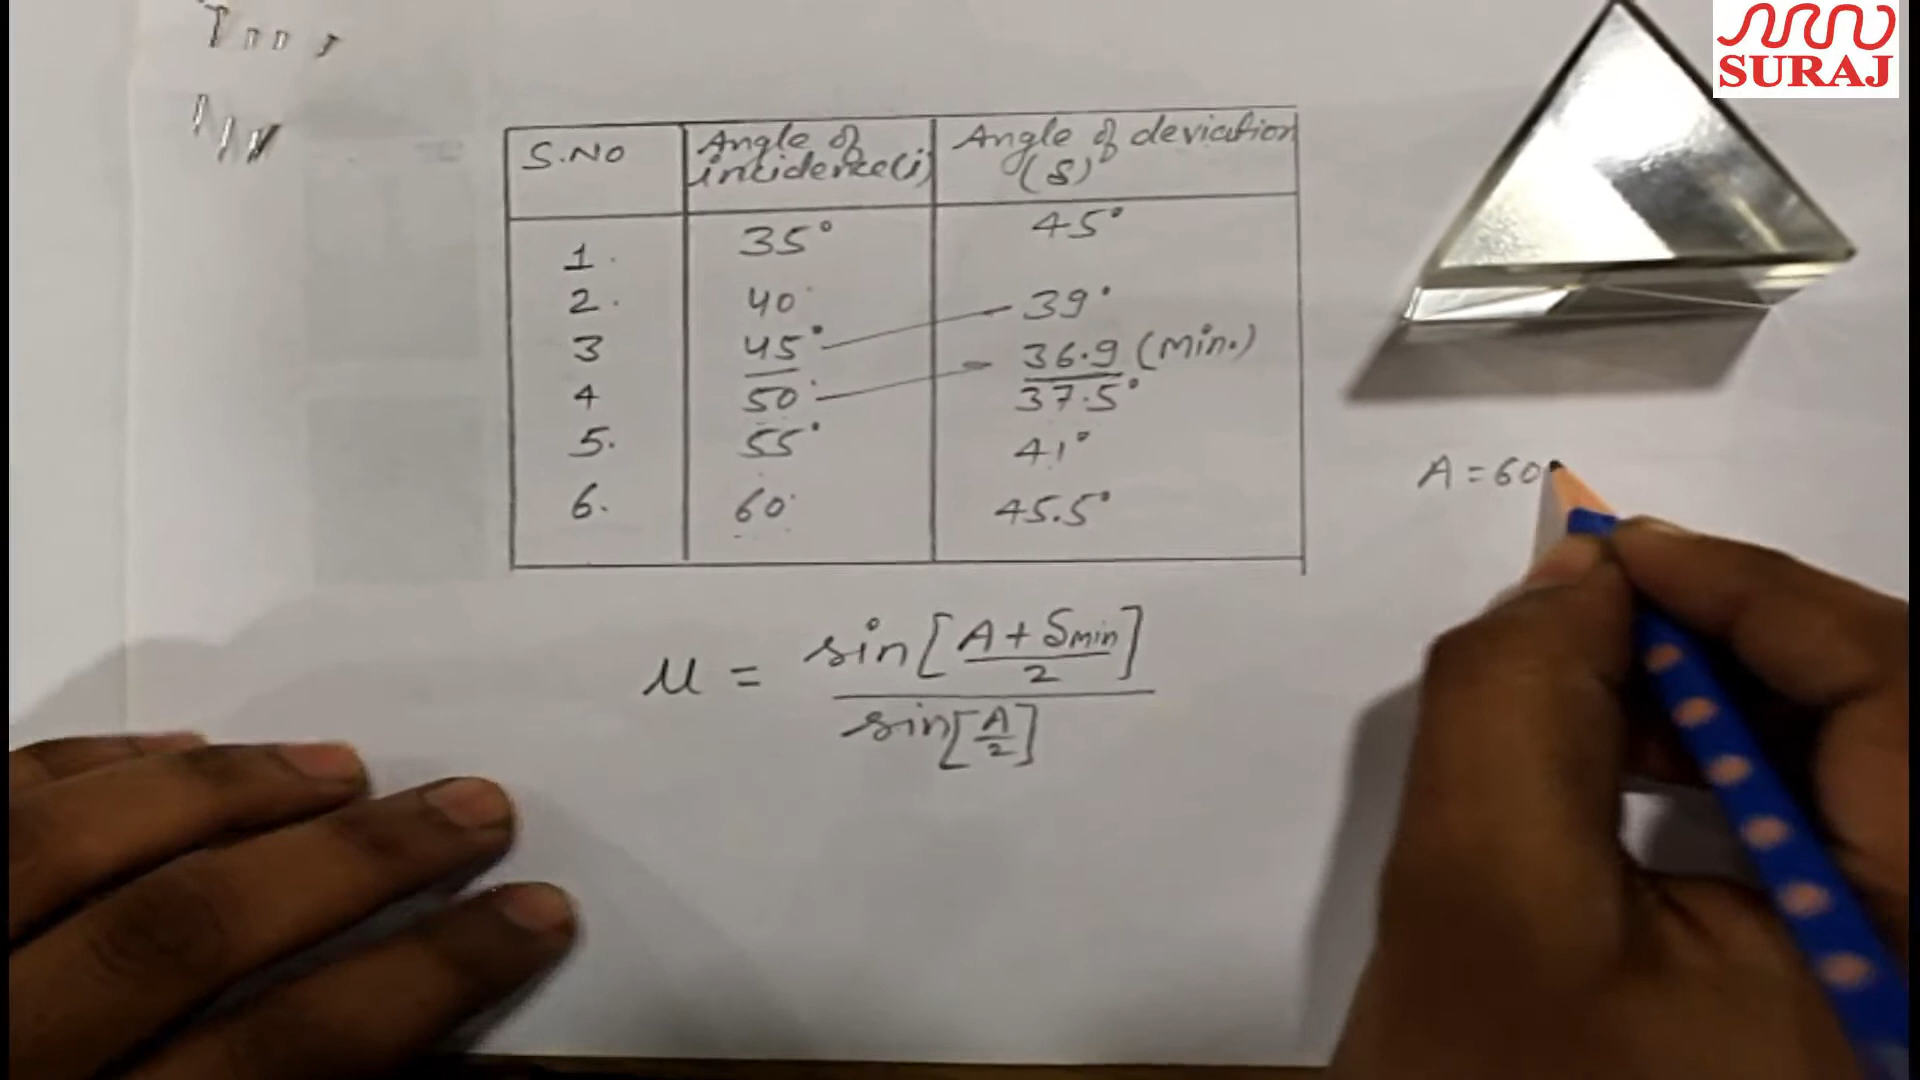 SURAJ
S.NO Angle of incidence(i) Angle of deviation (δ)
1. 35° 45°
2. 40° 39°
3 45° 36.9 (Min.)
4 50° 37.5°
5. 55° 41°
6. 60° 45.5°
A = 60
μ = sin[A+δmin/2] / sin[A/2]